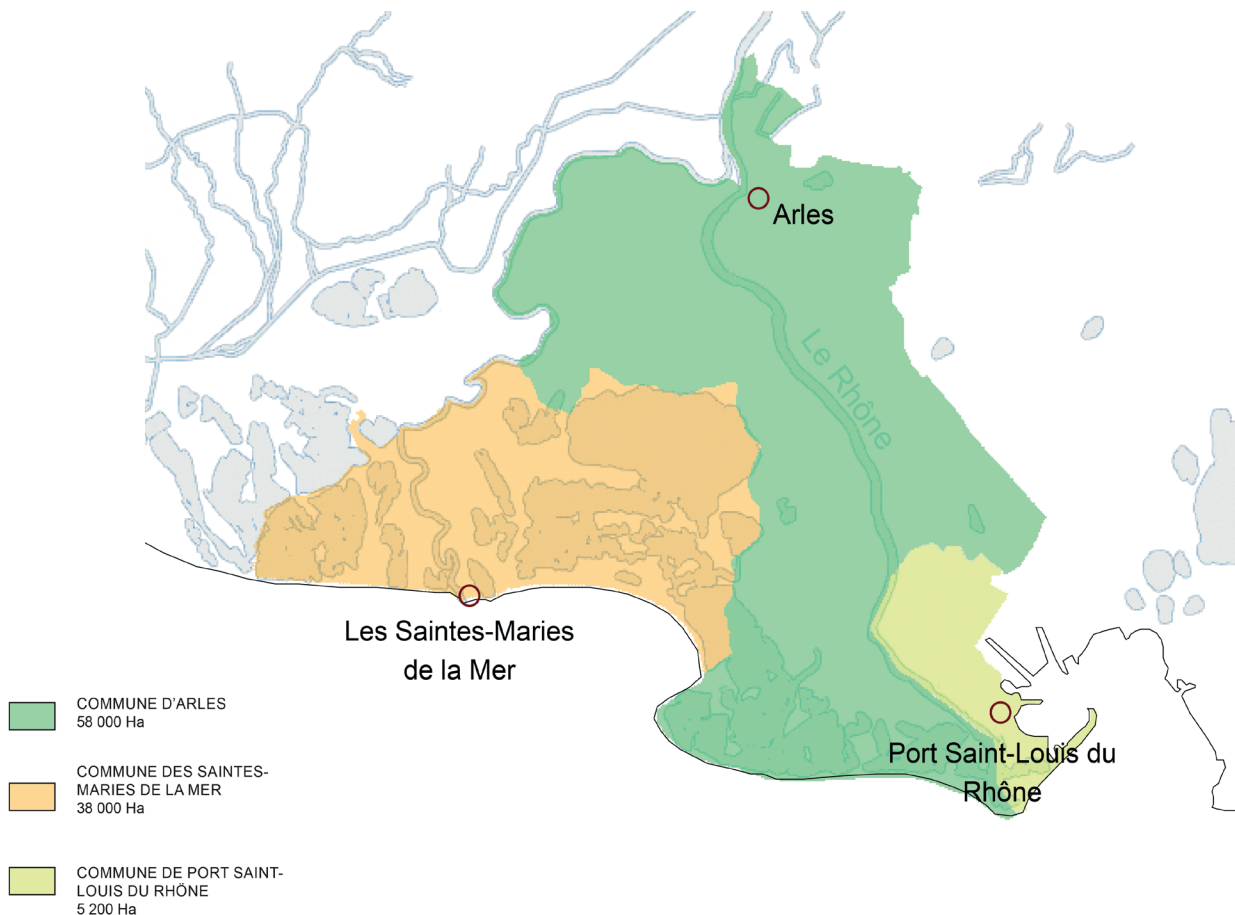 Arles
Le Rhône
Les Saintes-Maries
de la Mer
Port Saint-Louis du
Rhône
COMMUNE D'ARLES
58 000 Ha
COMMUNE DES SAINTES-
MARIES DE LA MER
38 000 Ha
COMMUNE DE PORT SAINT-
LOUIS DU RHÖNE
5 200 Ha